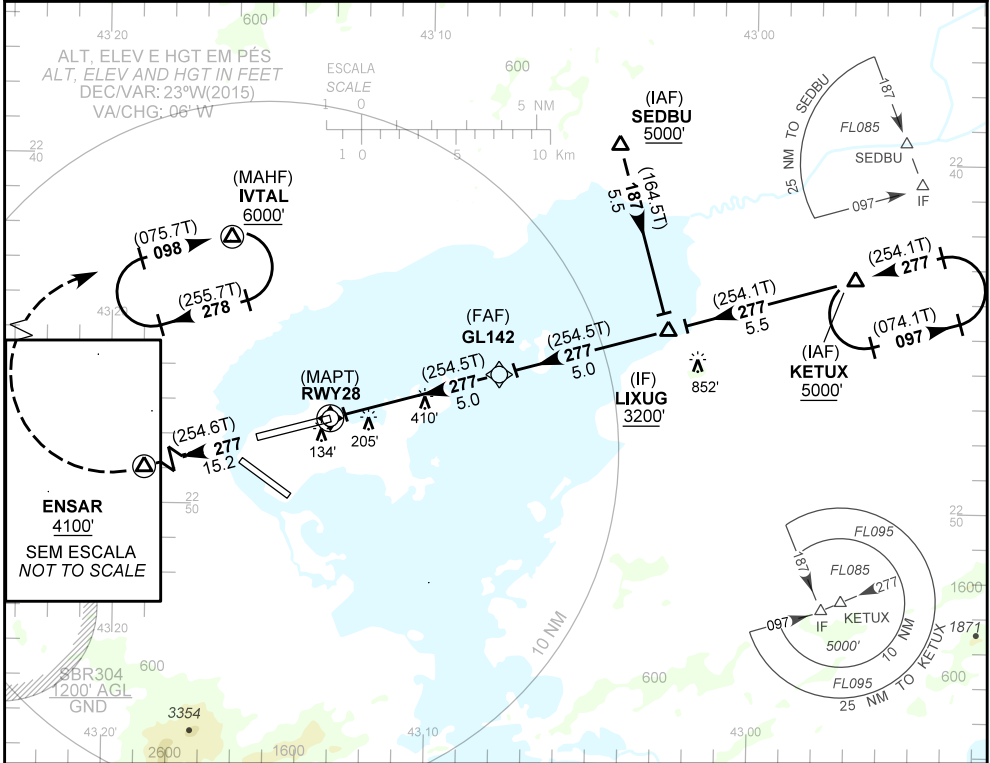 600
43 20
43 10
43 00
ALT, ELEV E HGT EM PÉS
ALT, ELEV AND HGT IN FEET
DEC/VAR: 23ºW(2015)
VA/CHG: 06' W
ESCALA
SCALE
1 0 5 NM
1 0 5 10 Km
600
600
(IAF)
SEDBU
5000'
187
FL085
SEDBU
25 NM TO SEDBU
097
IF
22
40
22
40
(MAHF)
IVTAL
6000'
(164.5T)
187
5.5
(075.7T)
098
(255.7T)
278
(254.1T)
277
(254.1T)
277
5.5
(074.1T)
097
(IAF)
KETUX
5000'
43 20
(FAF)
GL142
(254.5T)
277
5.0
(IF)
LIXUG
3200'
852'
(254.5T)
277
5.0
410'
(MAPT)
RWY28
205'
134'
(254.6T)
277
15.2
ENSAR
4100'
SEM ESCALA
NOT TO SCALE
22
50
22
50
FL095
187
FL085
277
097
IF
KETUX
5000'
10 NM
FL095
25 NM TO KETUX
1600
1871
600
10 NM
43 20
SBR304
1200' AGL
GND
600
600
3354
43 20'
2600
1600
43 10
43 00